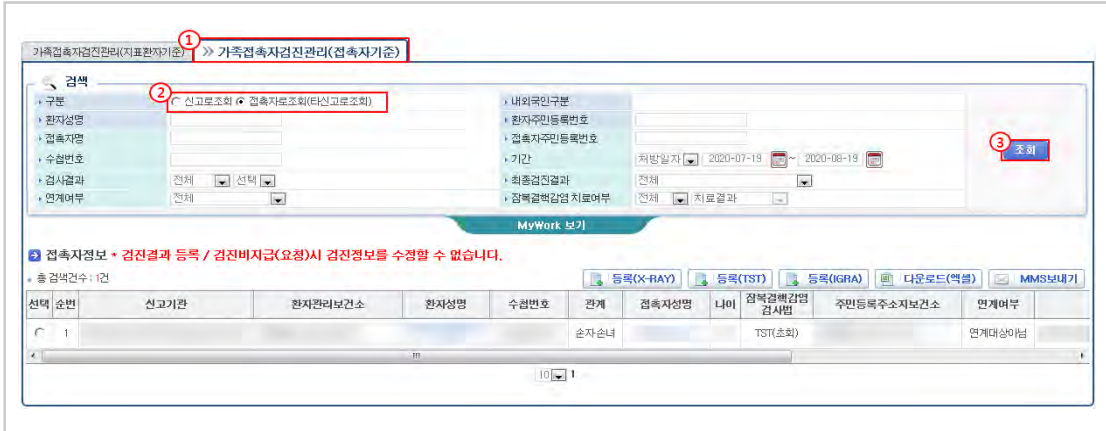 가족접촉자검진관리(지표환자기준) ① >> 가족접촉자검진관리(접촉자기준)
검색
구분 ② 신고로조회 접촉자로조회(타신고로조회) 내외국인구분
환자성명 환자주민등록번호
접촉자명 접촉자주민등록번호
수첩번호 기간 처방일자 2020-07-19 ~ 2020-08-19 ③ 조회
검사결과 전체 선택 최종검진결과 전체
연계여부 전체 잠복결핵감염 치료여부 전체 치료결과
MyWork 보기
접촉자정보 * 검진결과 등록 / 검진비지급(요청)시 검진정보를 수정할 수 없습니다.
총 검색건수 : 1건 등록(X-RAY) 등록(TST) 등록(IGRA) 다운로드(엑셀) MMS보내기
선택 순번 신고기관 환자관리보건소 환자성명 수첩번호 관계 접촉자성명 나이 잠복결핵감염 검사법 주민등록주소지보건소 연계여부
1 손자·손녀 TST(초회) 연계대상아님
10 1